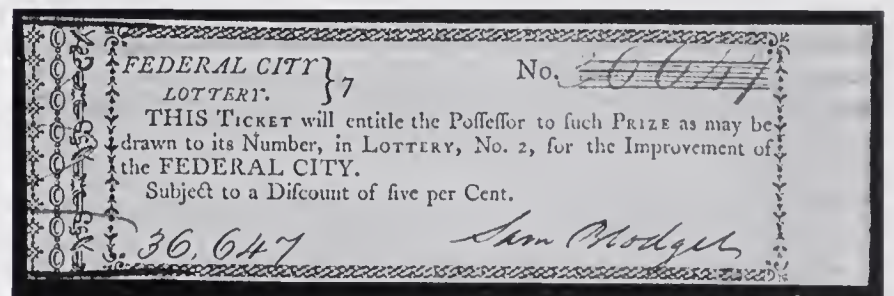 FEDERAL CITY } 7 No. 36647
LOTTERY.
THIS TICKET will entitle the Poſſeſſor to ſuch PRIZE as may be
drawn to its Number, in LOTTERY, No. 2, for the Improvement of
the FEDERAL CITY.
Subject to a Diſcount of five per Cent.
36,647 Sam Blodget